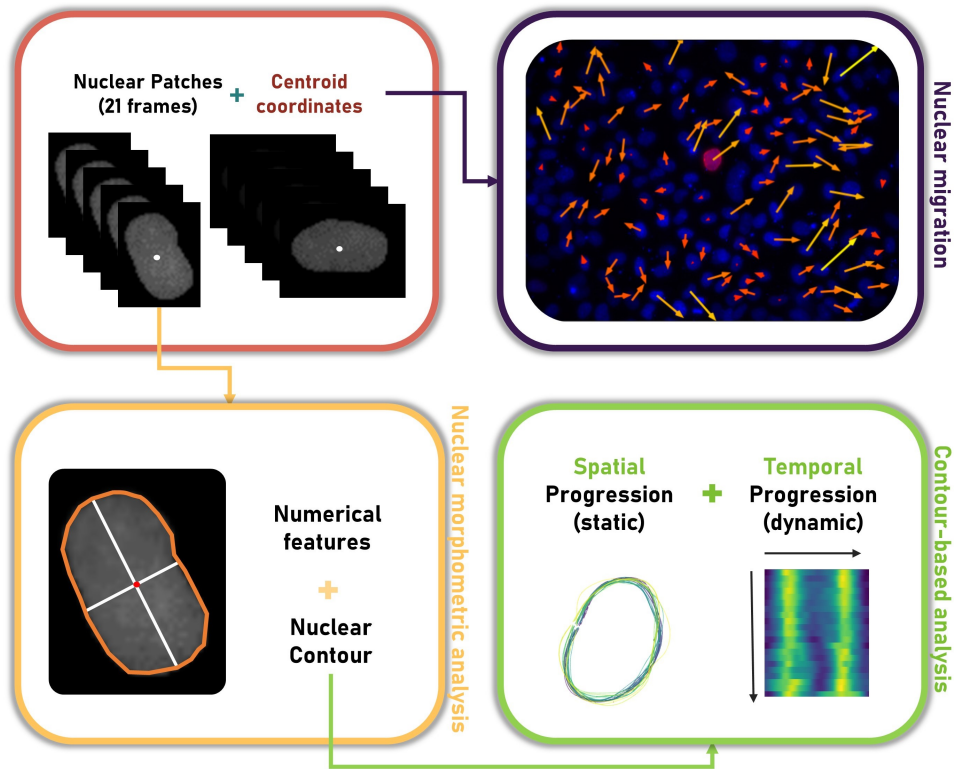 Nuclear Patches
(21 frames)
+
Centroid
coordinates
Nuclear migration
Numerical
features
+
Nuclear
Contour
Nuclear morphometric analysis
Spatial
Progression
(static)
+
Temporal
Progression
(dynamic)
Contour-based analysis